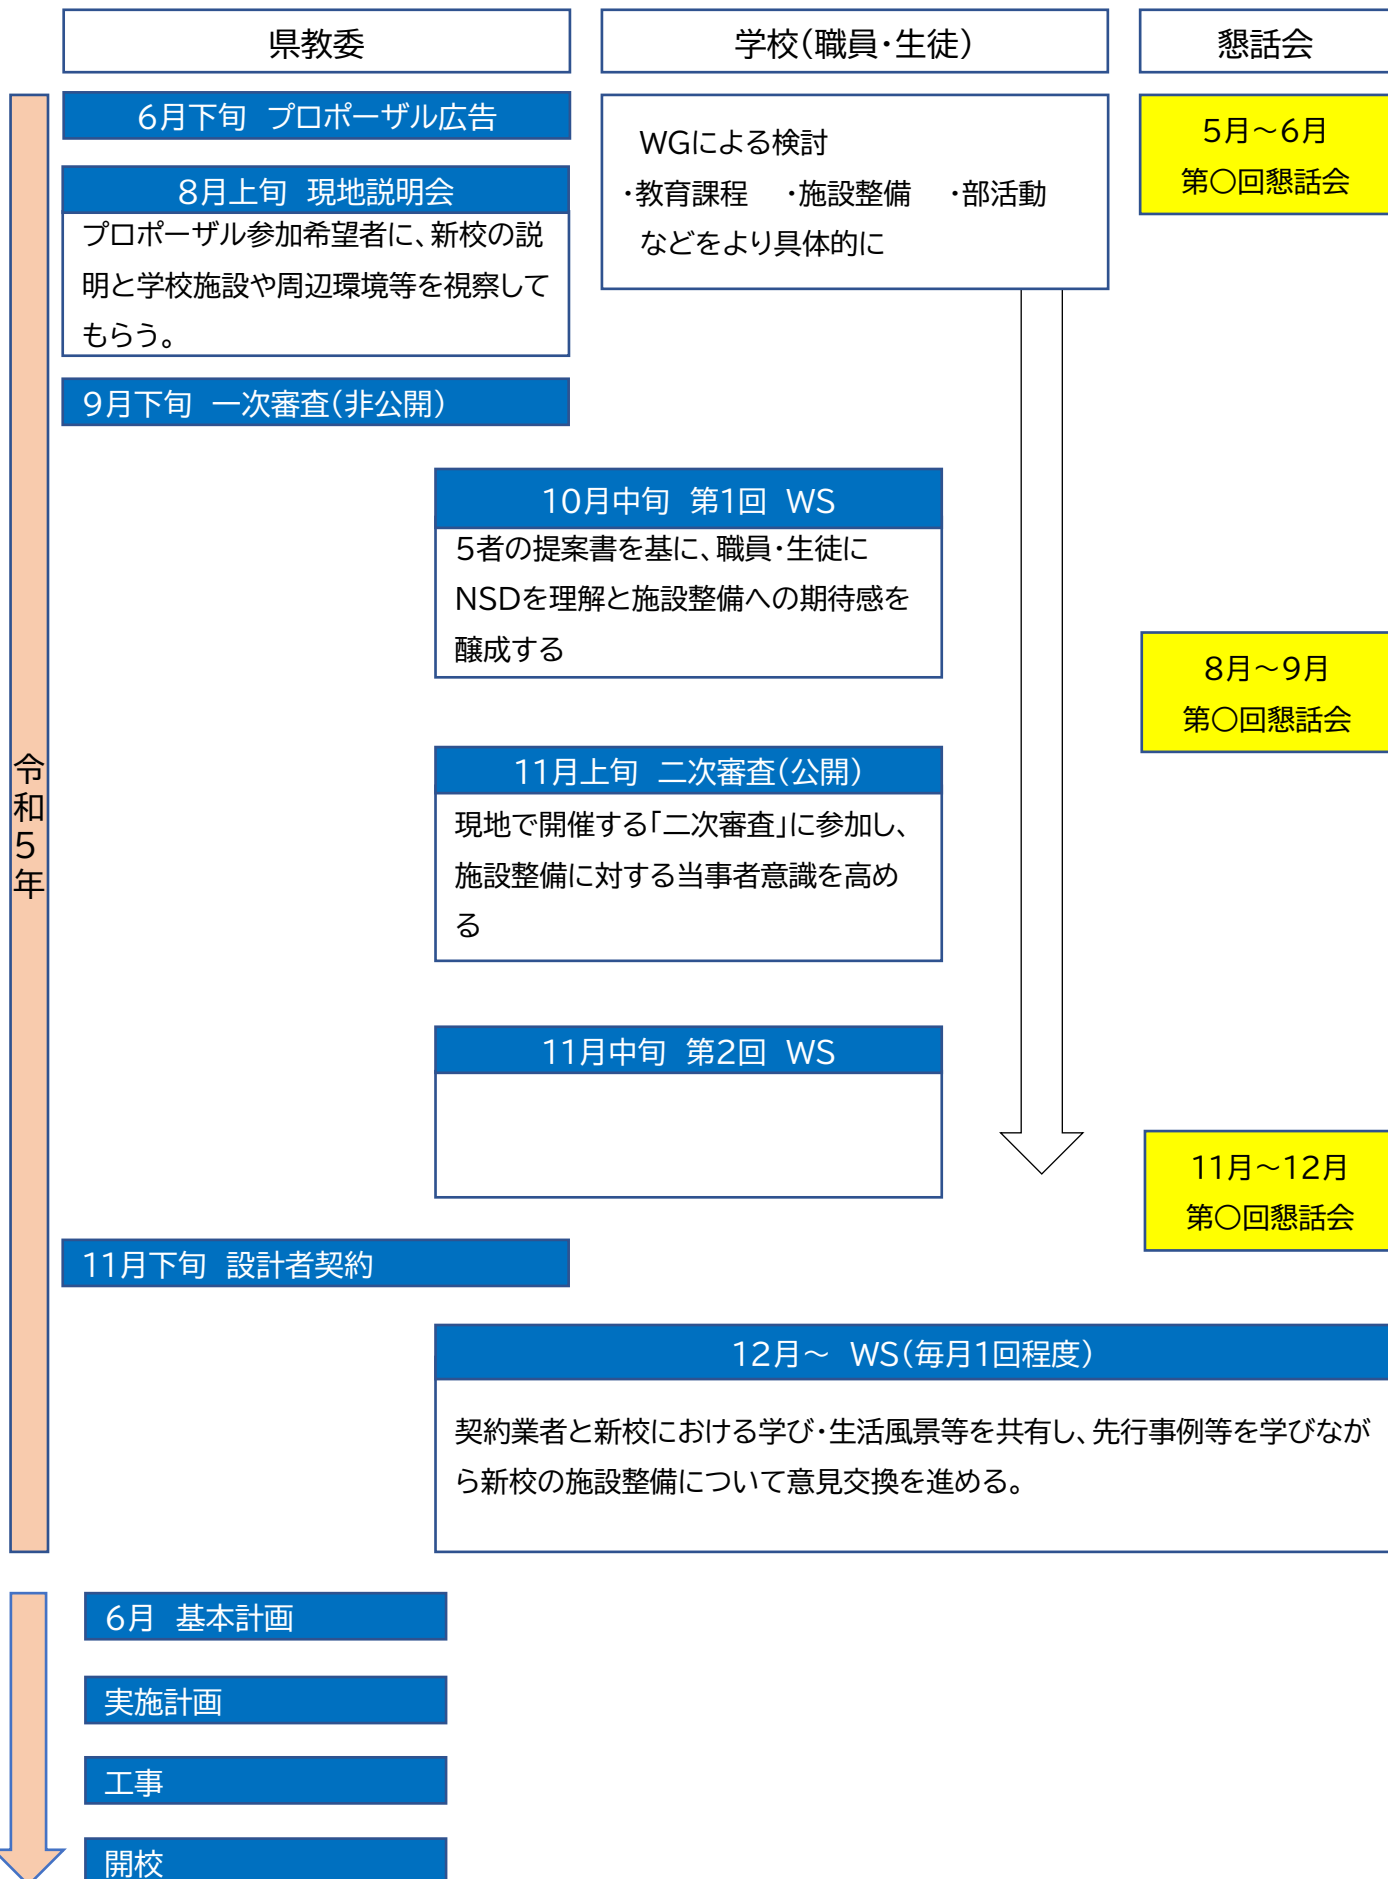 県教委
学校(職員・生徒)
懇話会
6月下旬　プロポーザル広告
8月上旬　現地説明会
プロポーザル参加希望者に、新校の説
明と学校施設や周辺環境等を視察して
もらう。
9月下旬　一次審査(非公開)
WGによる検討
・教育課程　・施設整備　・部活動
などをより具体的に
5月～6月
第〇回懇話会
10月中旬　第1回　WS
5者の提案書を基に、職員・生徒に
NSDを理解と施設整備への期待感を
醸成する
8月～9月
第〇回懇話会
令和5年
11月上旬　二次審査(公開)
現地で開催する「二次審査」に参加し、
施設整備に対する当事者意識を高め
る
11月中旬　第2回　WS
11月～12月
第〇回懇話会
11月下旬　設計者契約
12月～　WS(毎月1回程度)
契約業者と新校における学び・生活風景等を共有し、先行事例等を学びなが
ら新校の施設整備について意見交換を進める。
6月　基本計画
実施計画
工事
開校